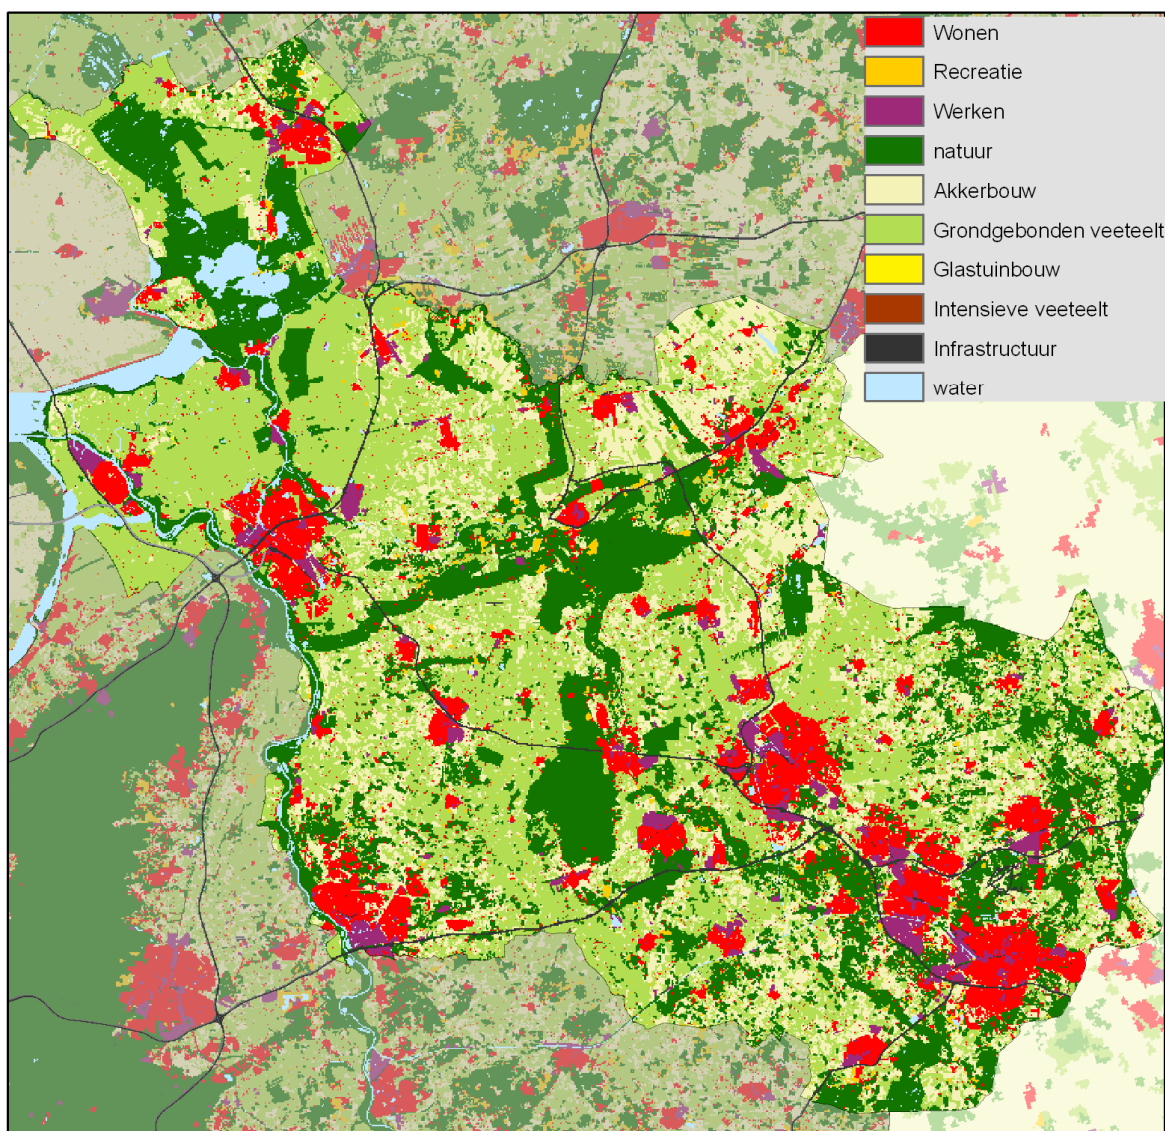 Wonen
Recreatie
Werken
natuur
Akkerbouw
Grondgebonden veeteelt
Glastuinbouw
Intensieve veeteelt
Infrastructuur
water